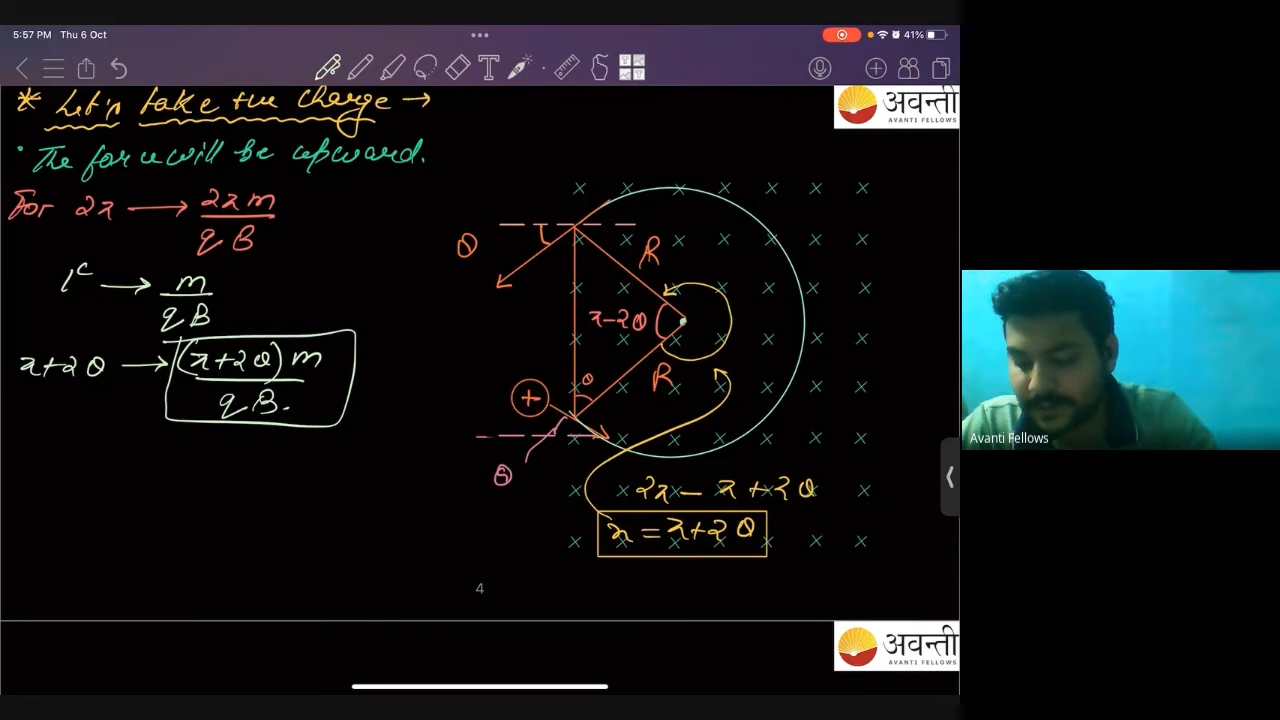 5:57 PM Thu 6 Oct
41%
* Let's take +ve charge →
अवन्ती
AVANTI FELLOWS
• The force will be upward.
For 2π → 2πm / qB
1ᶜ → m / qB
π+2θ → (π+2θ) m / qB.
θ
R
π-2θ
θ
R
+
θ
2π - π + 2θ
x = π+2θ
4
अवन्ती
AVANTI FELLOWS
Avanti Fellows